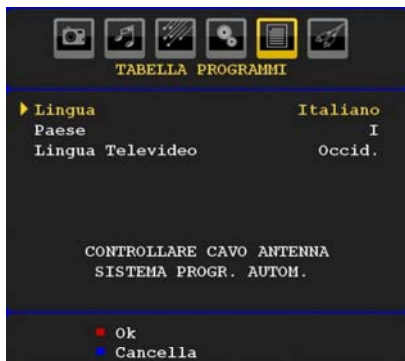 TABELLA PROGRAMMI
Lingua Italiano
Paese I
Lingua Televideo Occid.
CONTROLLARE CAVO ANTENNA
SISTEMA PROGR. AUTOM.
Ok
Cancella